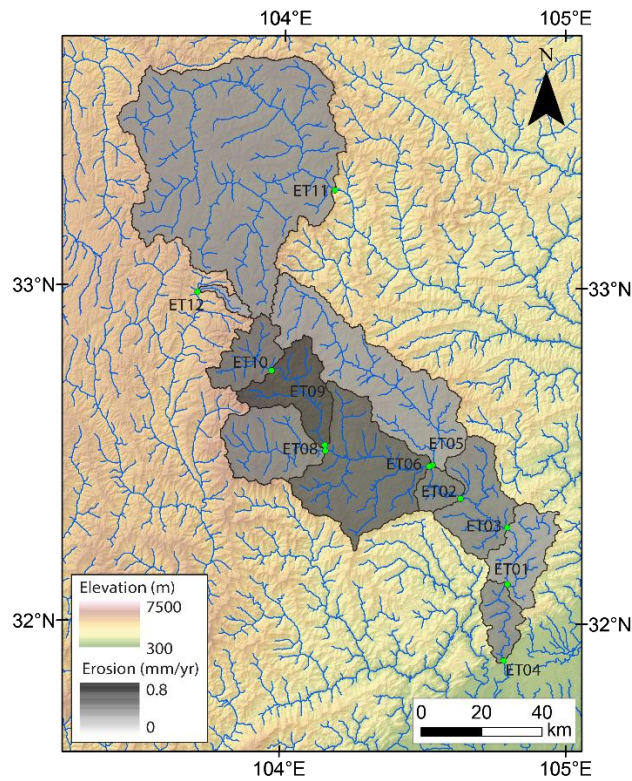 104°E 105°E
N
ET11
33°N 33°N
ET12
ET10
ET09
ET05
ET08
ET06
ET02
ET03
ET01
32°N 32°N
ET04
Elevation (m)
7500
300
Erosion (mm/yr)
0.8
0
0 20 40
km
104°E 105°E